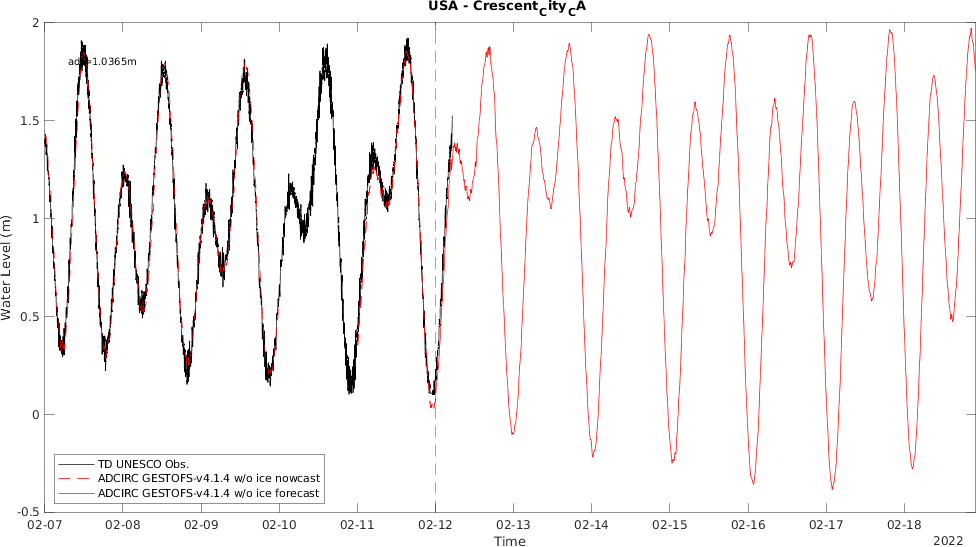 USA - Crescent_City_CA
2
1.5
1
0.5
0
-0.5
Water Level (m)
adj=1.0365m
TD UNESCO Obs.
ADCIRC GESTOFS-v4.1.4 w/o ice nowcast
ADCIRC GESTOFS-v4.1.4 w/o ice forecast
02-07 02-08 02-09 02-10 02-11 02-12 02-13 02-14 02-15 02-16 02-17 02-18
Time
2022